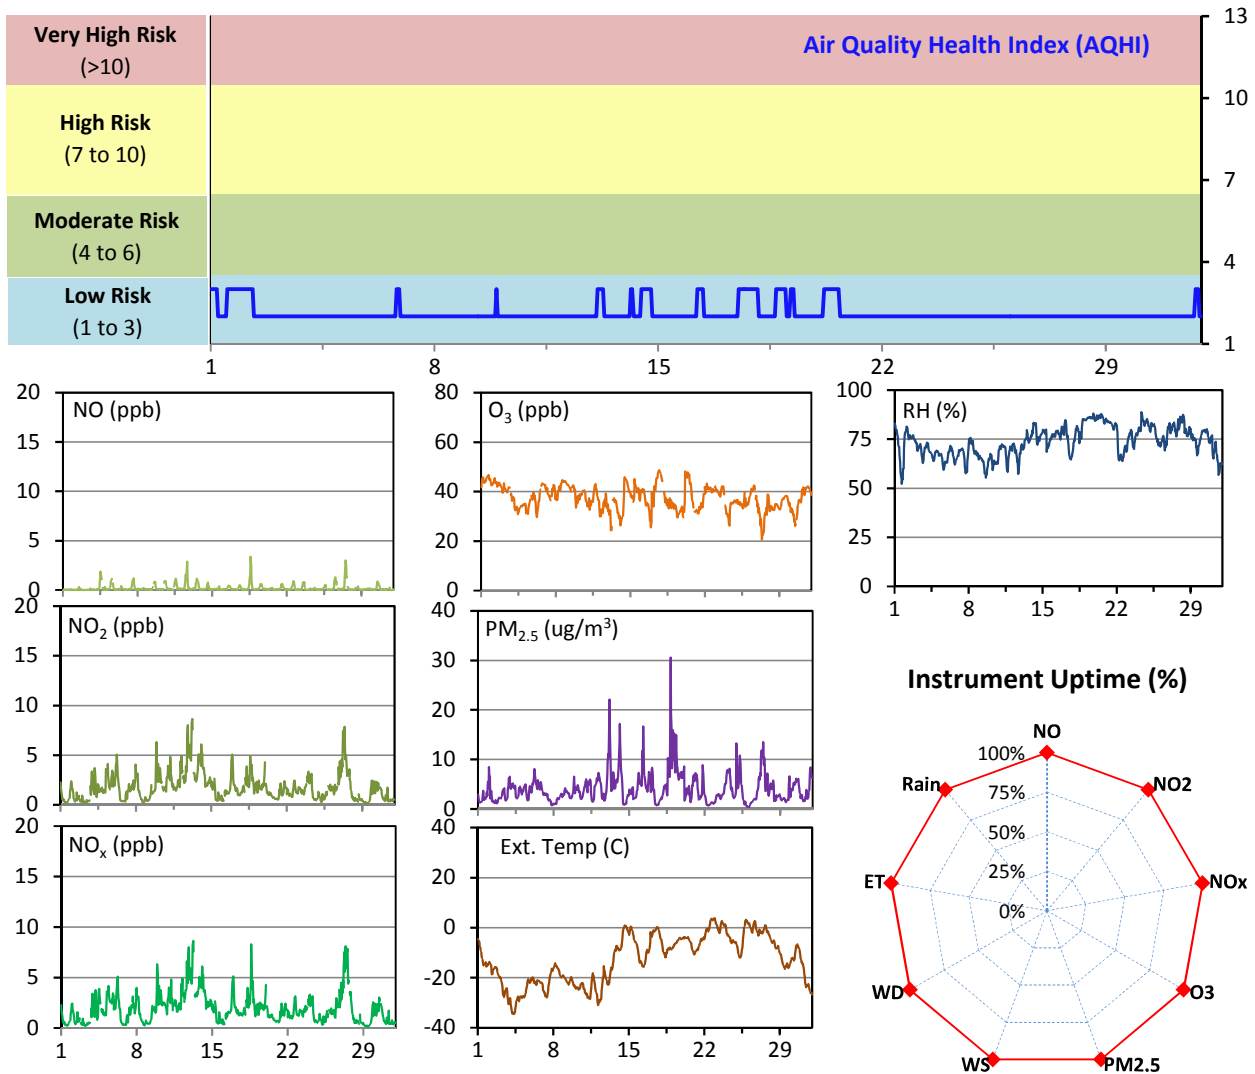 Very High Risk
(>10)
High Risk
(7 to 10)
Moderate Risk
(4 to 6)
Low Risk
(1 to 3)
Air Quality Health Index (AQHI)
13
10
7
4
1
1 8 15 22 29
20
15
10
5
0
NO (ppb)
80
60
40
20
0
O₃ (ppb)
100
75
50
25
0
RH (%)
1 8 15 22 29
20
15
10
5
0
NO₂ (ppb)
40
30
20
10
0
PM₂.₅ (ug/m³)
20
15
10
5
0
NOₓ (ppb)
1 8 15 22 29
40
20
0
-20
-40
Ext. Temp (C)
1 8 15 22 29
Instrument Uptime (%)
NO
NO2
NOx
O3
PM2.5
WS
WD
ET
Rain
100%
75%
50%
25%
0%